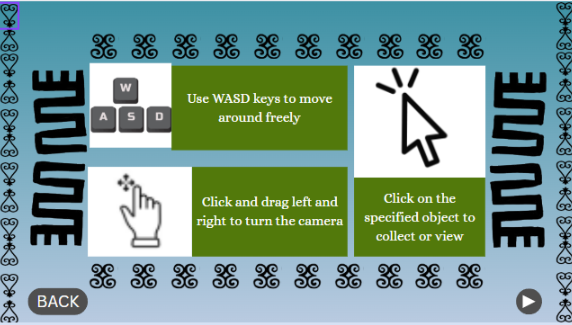 W
A S D
Use WASD keys to move
around freely
Click and drag left and
right to turn the camera
Click on the
specified object to
collect or view
BACK